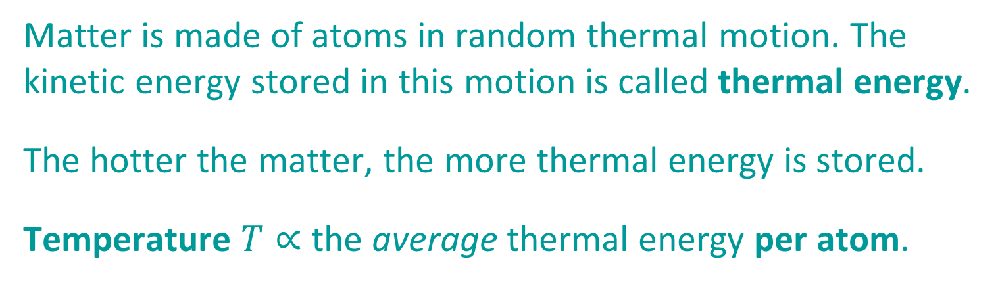 Matter is made of atoms in random thermal motion. The
kinetic energy stored in this motion is called thermal energy.
The hotter the matter, the more thermal energy is stored.
Temperature T ∝ the average thermal energy per atom.